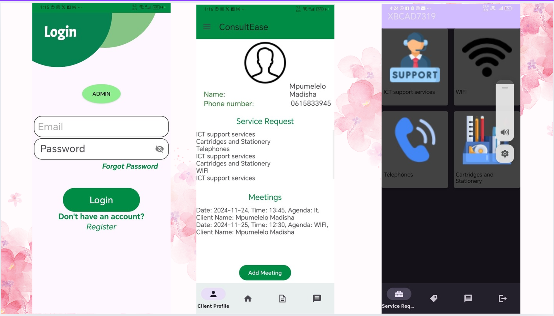 Login
ADMIN
Email
Password
Forgot Password
Login
Don't have an account?
Register
ConsultEase
Name:
Mpumelelo
Madisha
Phone number:
0615833945
Service Request
ICT support services
Cartridges and Stationery
Telephones
ICT support services
Cartridges and Stationery
WIFI
ICT support services
Meetings
Date: 2024-11-24, Time: 13:45, Agenda: It,
Client Name: Mpumelelo Madisha
Date: 2024-11-25, Time: 12:30, Agenda: WIFI,
Client Name: Mpumelelo Madisha
Add Meeting
Client Profile
XBCAD7319
SUPPORT
ICT support services
WIFI
Telephones
Cartridges and
Stationery
Service Req...